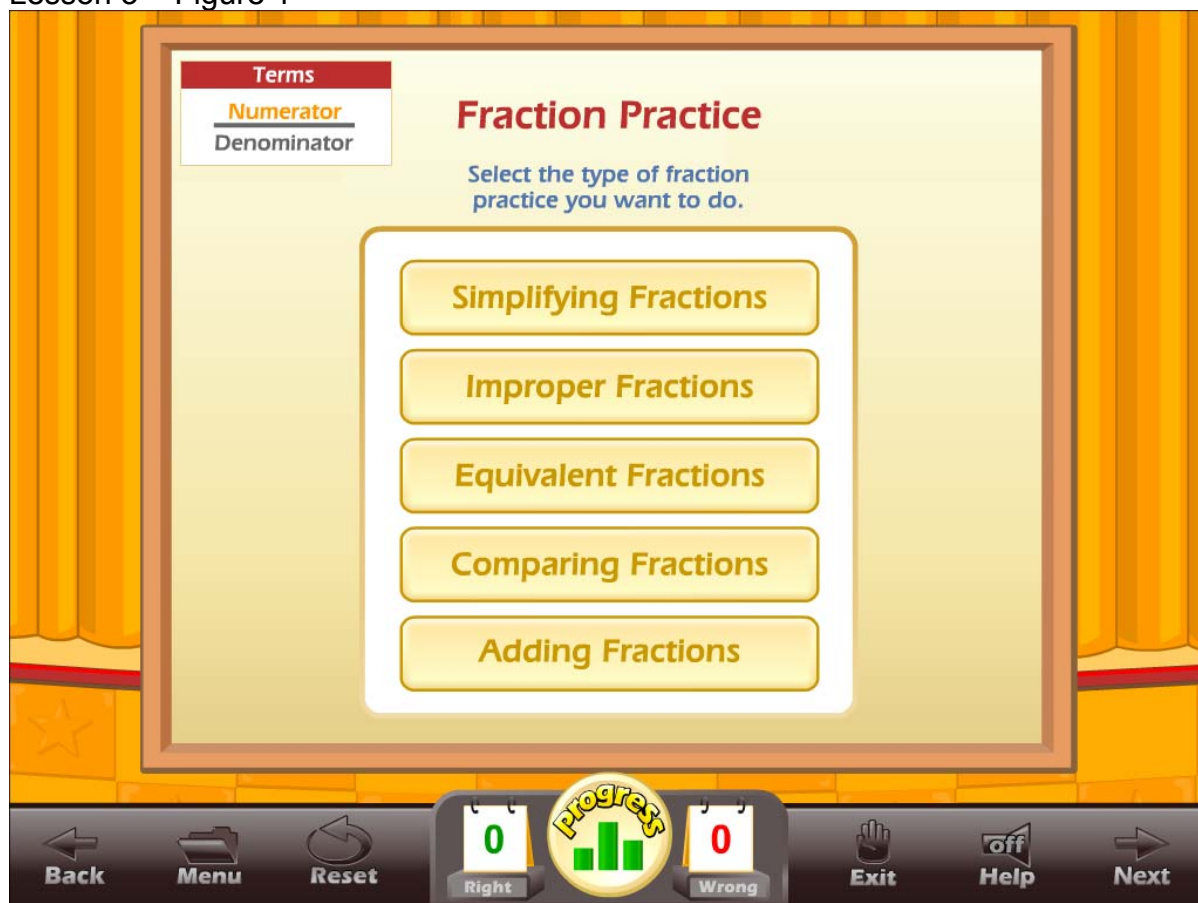 Terms
Numerator
Denominator
Fraction Practice
Select the type of fraction
practice you want to do.
Simplifying Fractions
Improper Fractions
Equivalent Fractions
Comparing Fractions
Adding Fractions
Back
Menu
Reset
0
Right
progress
0
Wrong
Exit
off
Help
Next